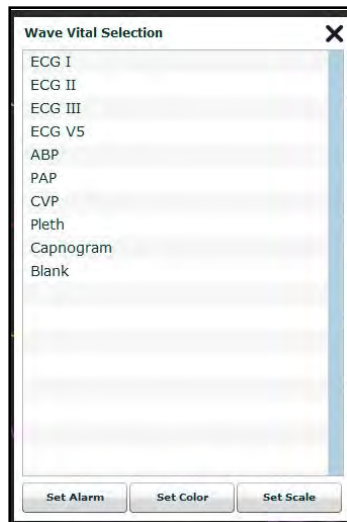 Wave Vital Selection
ECG I
ECG II
ECG III
ECG V5
ABP
PAP
CVP
Pleth
Capnogram
Blank
Set Alarm Set Color Set Scale